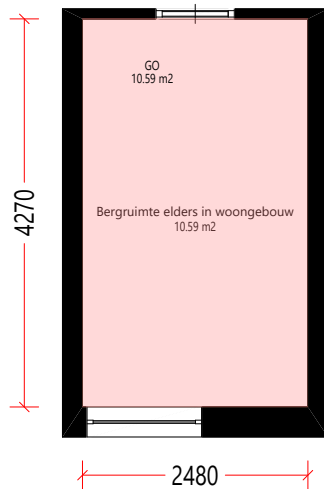 GO
10.59 m2
4270
Bergruimte elders in woongebouw
10.59 m2
2480